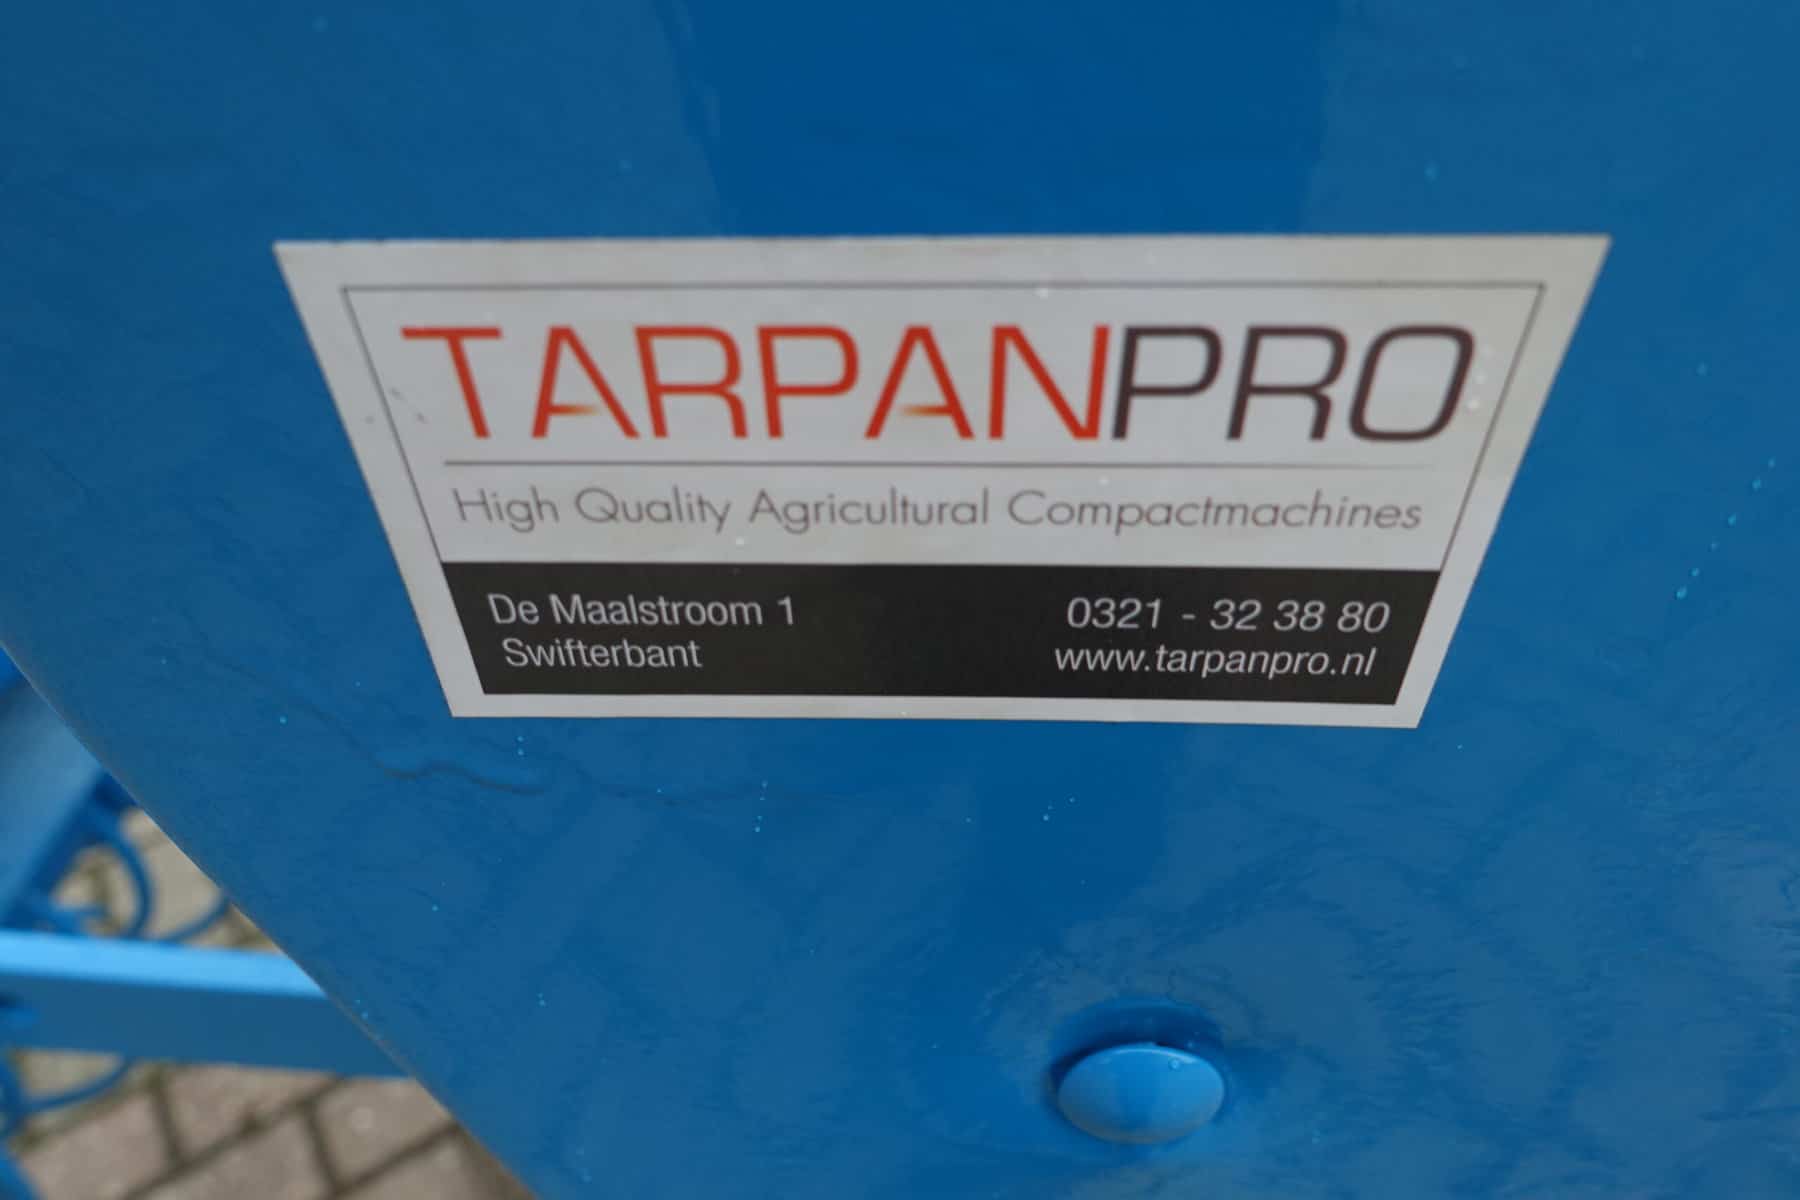 TARPANPRO
High Quality Agricultural Compactmachines
De Maalstroom 1
Swifterbant
0321 - 32 38 80
www.tarpanpro.nl